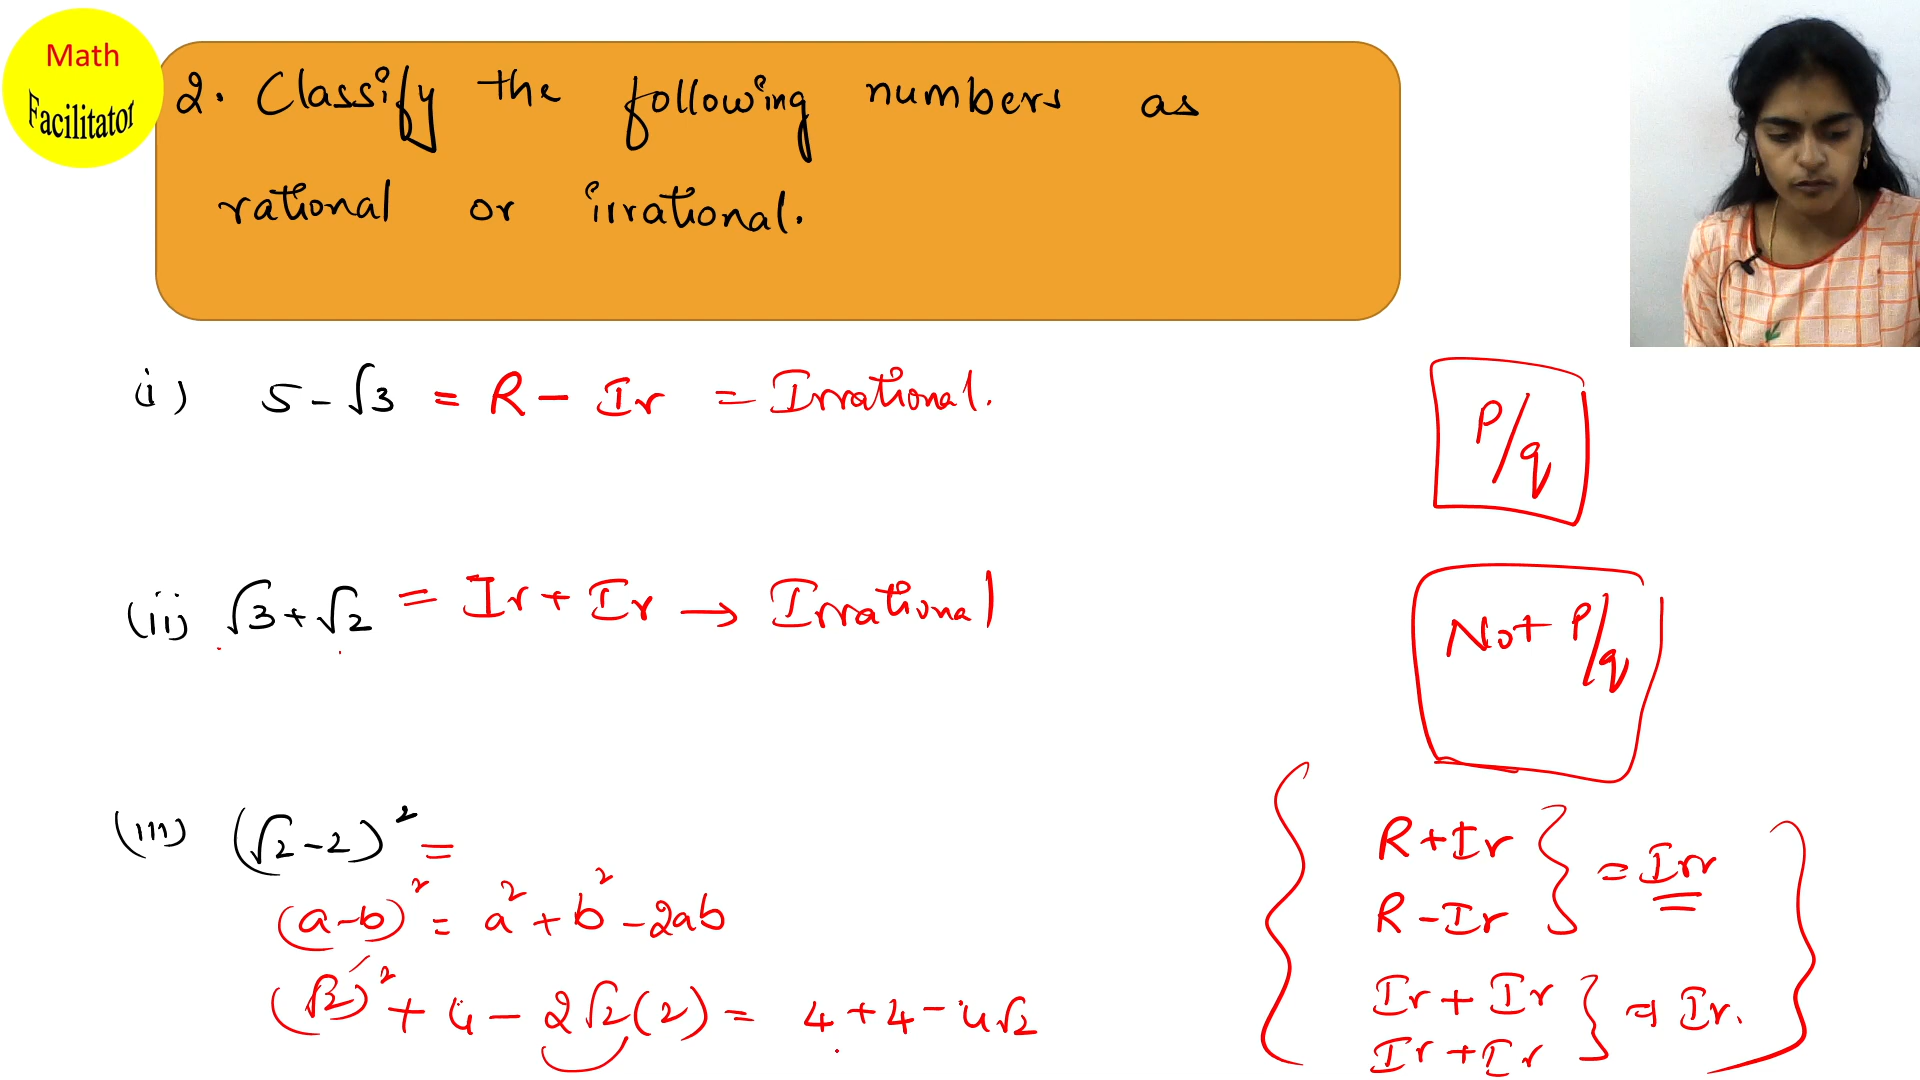 Math
Facilitator
2. Classify the following numbers as
rational or irrational.
(i) 5 - √3 = R - Ir = Irrational.
P/q
(ii) √3 + √2 = Ir + Ir → Irrational
Not P/q
(iii) (√2 - 2)² =
(a-b)² = a² + b² - 2ab
(√2)² + 4 - 2√2(2) = 4 + 4 - 4√2
R + Ir
R - Ir
= Irr
Ir + Ir
Ir + Ir
= Ir.